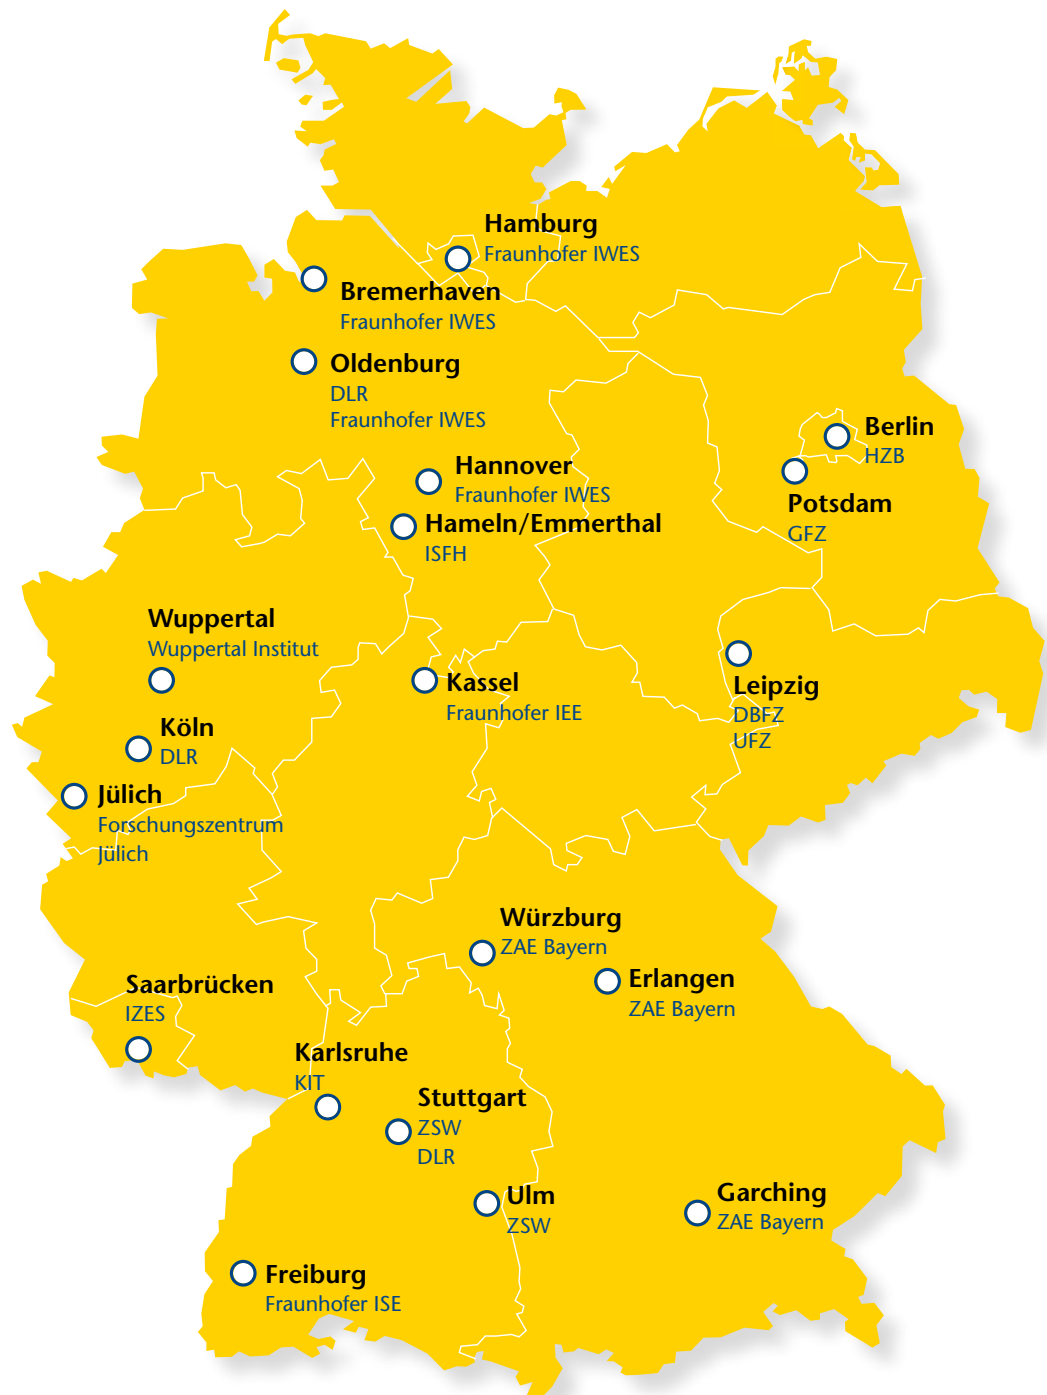 Hamburg
Fraunhofer IWES
Bremerhaven
Fraunhofer IWES
Oldenburg
DLR
Fraunhofer IWES
Berlin
HZB
Hannover
Fraunhofer IWES
Potsdam
GFZ
Hameln/Emmerthal
ISFH
Wuppertal
Wuppertal Institut
Kassel
Fraunhofer IEE
Leipzig
DBFZ
UFZ
Köln
DLR
Jülich
Forschungszentrum
Jülich
Würzburg
ZAE Bayern
Erlangen
ZAE Bayern
Saarbrücken
IZES
Karlsruhe
KIT
Stuttgart
ZSW
DLR
Ulm
ZSW
Garching
ZAE Bayern
Freiburg
Fraunhofer ISE